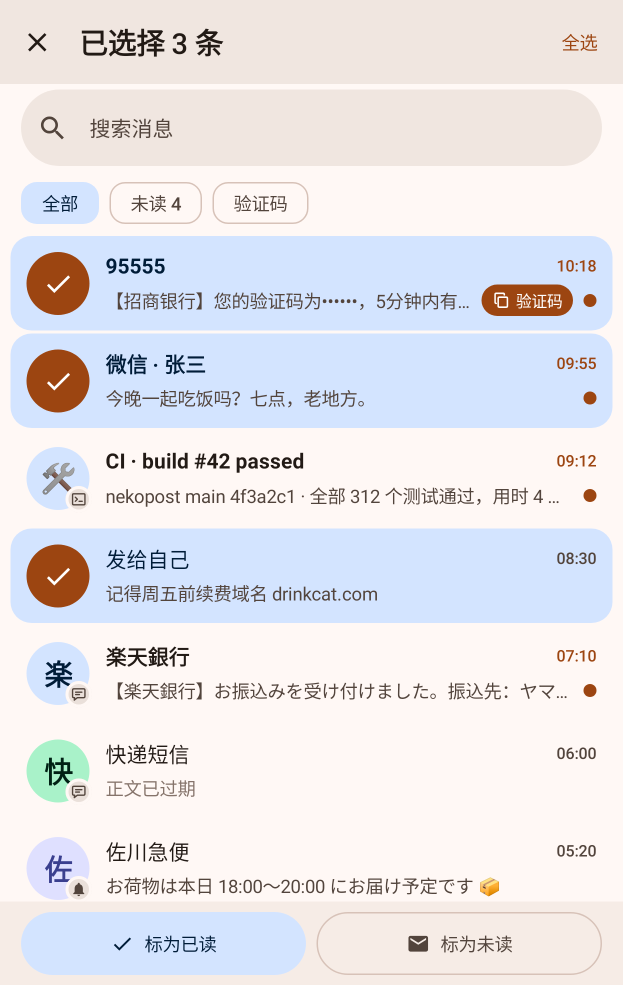 已选择 3 条
全选
搜索消息
全部
未读 4
验证码
95555
10:18
【招商银行】您的验证码为••••••，5分钟内有…
验证码
微信 · 张三
09:55
今晚一起吃饭吗？七点，老地方。
CI · build #42 passed
09:12
nekopost main 4f3a2c1 · 全部 312 个测试通过，用时 4 …
发给自己
08:30
记得周五前续费域名 drinkcat.com
楽天銀行
07:10
楽
【楽天銀行】お振込みを受け付けました。振込先：ヤマ…
快递短信
06:00
快
正文已过期
佐川急便
05:20
佐
お荷物は本日 18:00〜20:00 にお届け予定です 📦
标为已读
标为未读